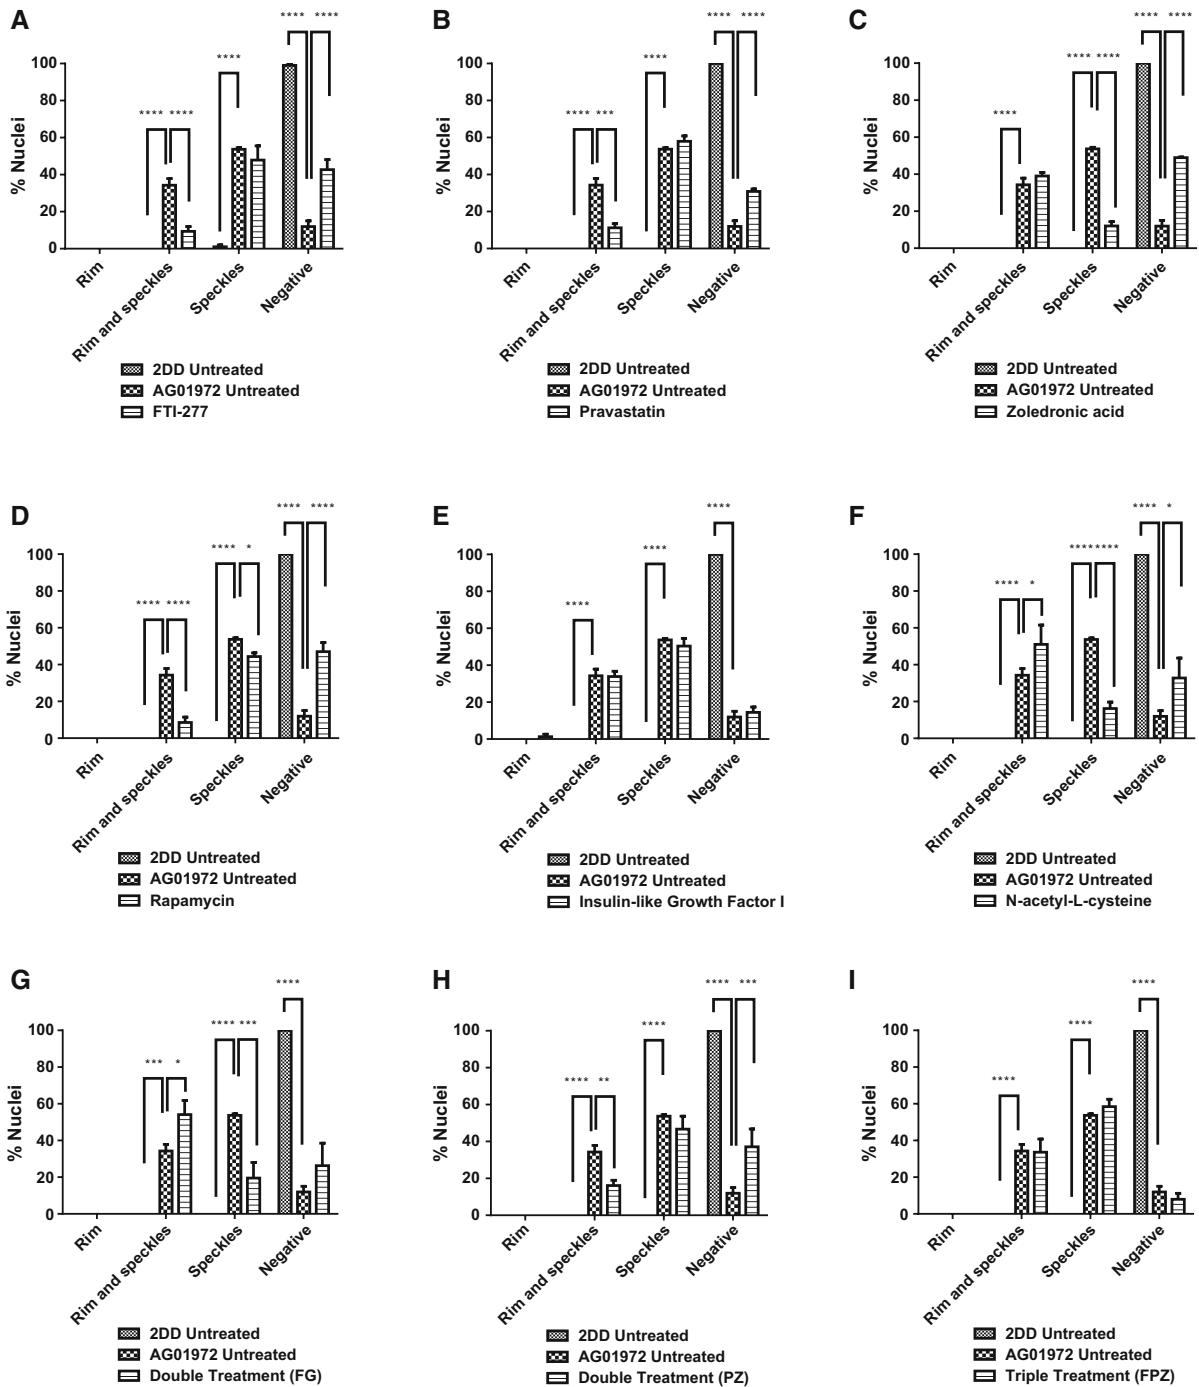 A
**** ****
****
**** ****
100
80
60
40
20
0
% Nuclei
Rim
Rim and speckles
Speckles
Negative
2DD Untreated
AG01972 Untreated
FTI-277
B
**** ****
****
**** ***
100
80
60
40
20
0
% Nuclei
Rim
Rim and speckles
Speckles
Negative
2DD Untreated
AG01972 Untreated
Pravastatin
C
**** ****
**** ****
****
100
80
60
40
20
0
% Nuclei
Rim
Rim and speckles
Speckles
Negative
2DD Untreated
AG01972 Untreated
Zoledronic acid
D
**** ****
**** *
**** ****
100
80
60
40
20
0
% Nuclei
Rim
Rim and speckles
Speckles
Negative
2DD Untreated
AG01972 Untreated
Rapamycin
E
****
****
****
100
80
60
40
20
0
% Nuclei
Rim
Rim and speckles
Speckles
Negative
2DD Untreated
AG01972 Untreated
Insulin-like Growth Factor I
F
**** *
**** ****
**** *
100
80
60
40
20
0
% Nuclei
Rim
Rim and speckles
Speckles
Negative
2DD Untreated
AG01972 Untreated
N-acetyl-L-cysteine
G
****
**** ***
*** *
100
80
60
40
20
0
% Nuclei
Rim
Rim and speckles
Speckles
Negative
2DD Untreated
AG01972 Untreated
Double Treatment (FG)
H
**** ***
****
**** **
100
80
60
40
20
0
% Nuclei
Rim
Rim and speckles
Speckles
Negative
2DD Untreated
AG01972 Untreated
Double Treatment (PZ)
I
****
****
****
100
80
60
40
20
0
% Nuclei
Rim
Rim and speckles
Speckles
Negative
2DD Untreated
AG01972 Untreated
Triple Treatment (FPZ)